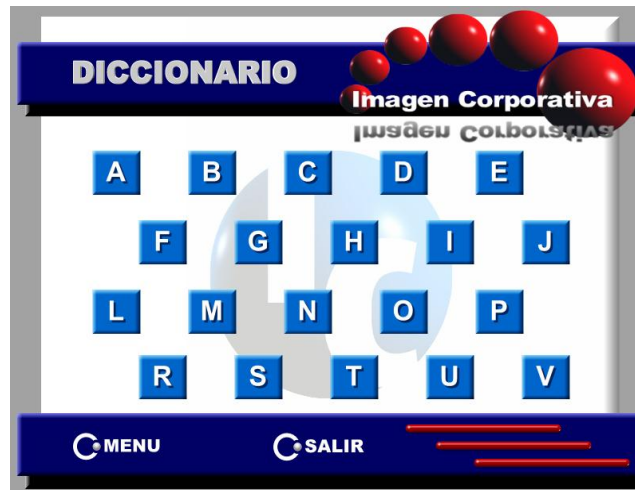 DICCIONARIO
Imagen Corporativa
Imagen Corporativa
A B C D E
F G H I J
L M N O P
R S T U V
MENU SALIR